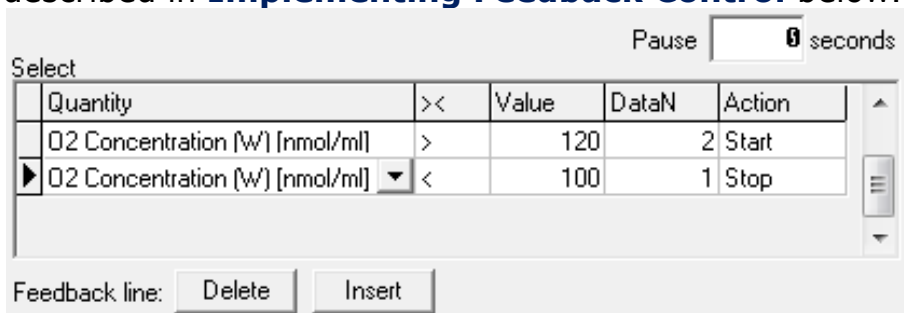 described in Implementing Feedback Control below.
Pause seconds
Select
Quantity >< Value DataN Action
O2 Concentration (W) [nmol/ml] > 120 2 Start
O2 Concentration (W) [nmol/ml] < 100 1 Stop
Feedback line: Delete Insert